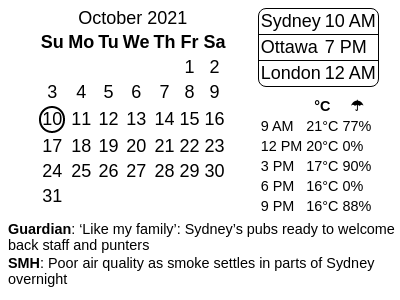 October 2021
Su Mo Tu We Th Fr Sa
1 2
3 4 5 6 7 8 9
10 11 12 13 14 15 16
17 18 19 20 21 22 23
24 25 26 27 28 29 30
31
Sydney 10 AM
Ottawa 7 PM
London 12 AM
°C ☂
9 AM 21°C 77%
12 PM 20°C 0%
3 PM 17°C 90%
6 PM 16°C 0%
9 PM 16°C 88%
Guardian: ‘Like my family’: Sydney’s pubs ready to welcome
back staff and punters
SMH: Poor air quality as smoke settles in parts of Sydney
overnight